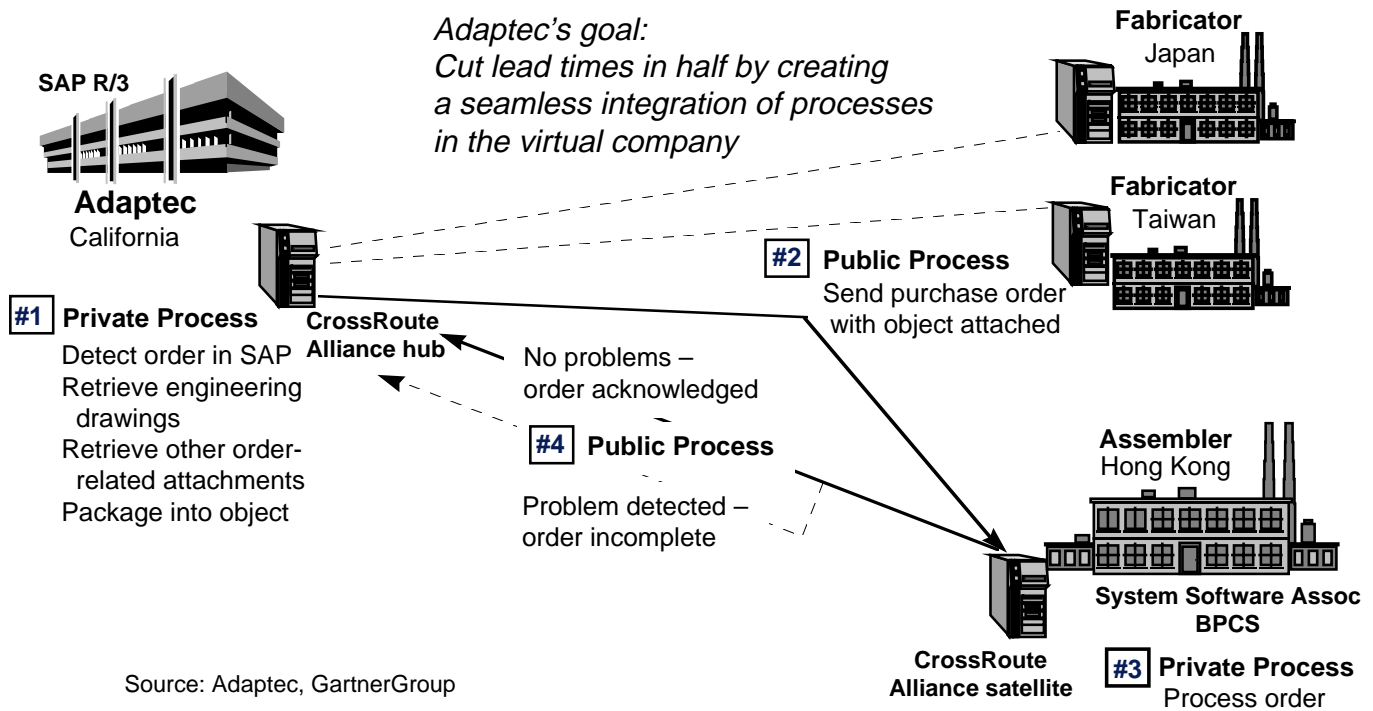 Adaptec's goal:
Cut lead times in half by creating
a seamless integration of processes
in the virtual company
SAP R/3
Adaptec
California
Fabricator
Japan
Fabricator
Taiwan
#1 Private Process
Detect order in SAP
Retrieve engineering
drawings
Retrieve other order-
related attachments
Package into object
CrossRoute
Alliance hub
#2 Public Process
Send purchase order
with object attached
No problems –
order acknowledged
#4 Public Process
Problem detected –
order incomplete
Assembler
Hong Kong
System Software Assoc
BPCS
CrossRoute
Alliance satellite
#3 Private Process
Process order
Source: Adaptec, GartnerGroup